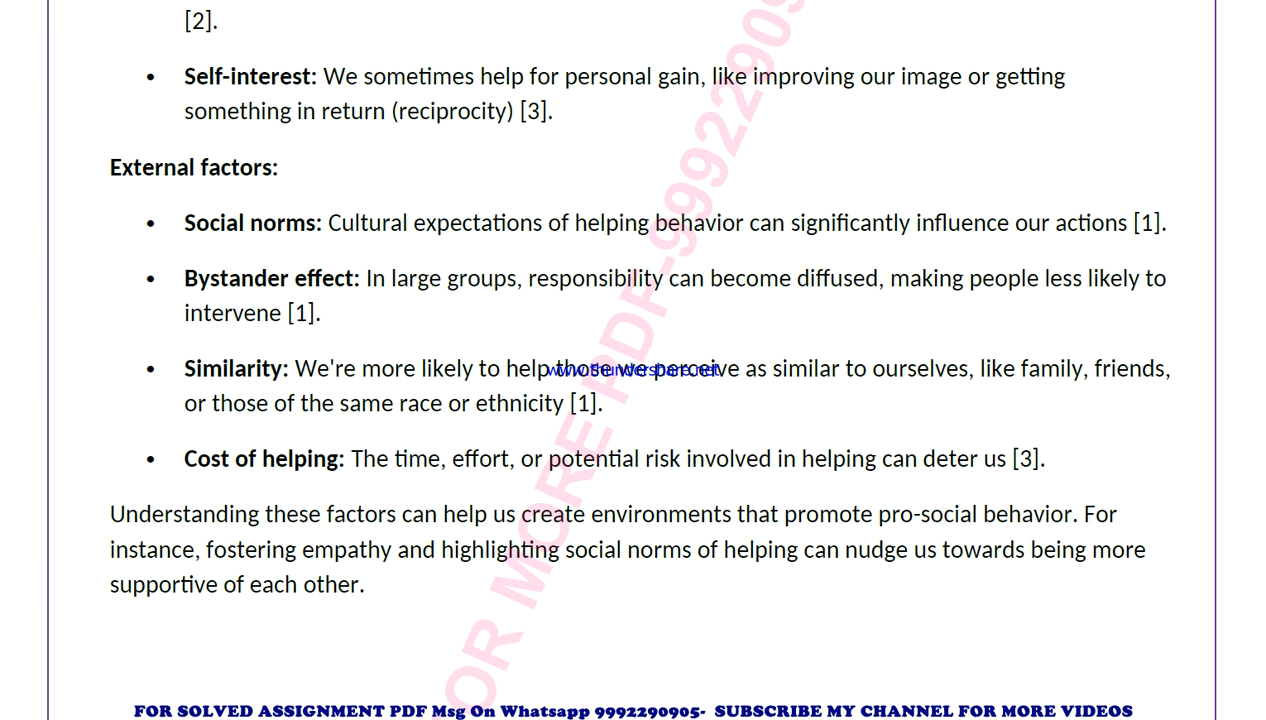 [2].
• Self-interest: We sometimes help for personal gain, like improving our image or getting
something in return (reciprocity) [3].
External factors:
• Social norms: Cultural expectations of helping behavior can significantly influence our actions [1].
• Bystander effect: In large groups, responsibility can become diffused, making people less likely to
intervene [1].
• Similarity: We're more likely to help those we perceive as similar to ourselves, like family, friends,
www.thundershare.net
or those of the same race or ethnicity [1].
• Cost of helping: The time, effort, or potential risk involved in helping can deter us [3].
Understanding these factors can help us create environments that promote pro-social behavior. For
instance, fostering empathy and highlighting social norms of helping can nudge us towards being more
supportive of each other.
OR MORE PDF-99922909
FOR SOLVED ASSIGNMENT PDF Msg On Whatsapp 9992290905- SUBSCRIBE MY CHANNEL FOR MORE VIDEOS